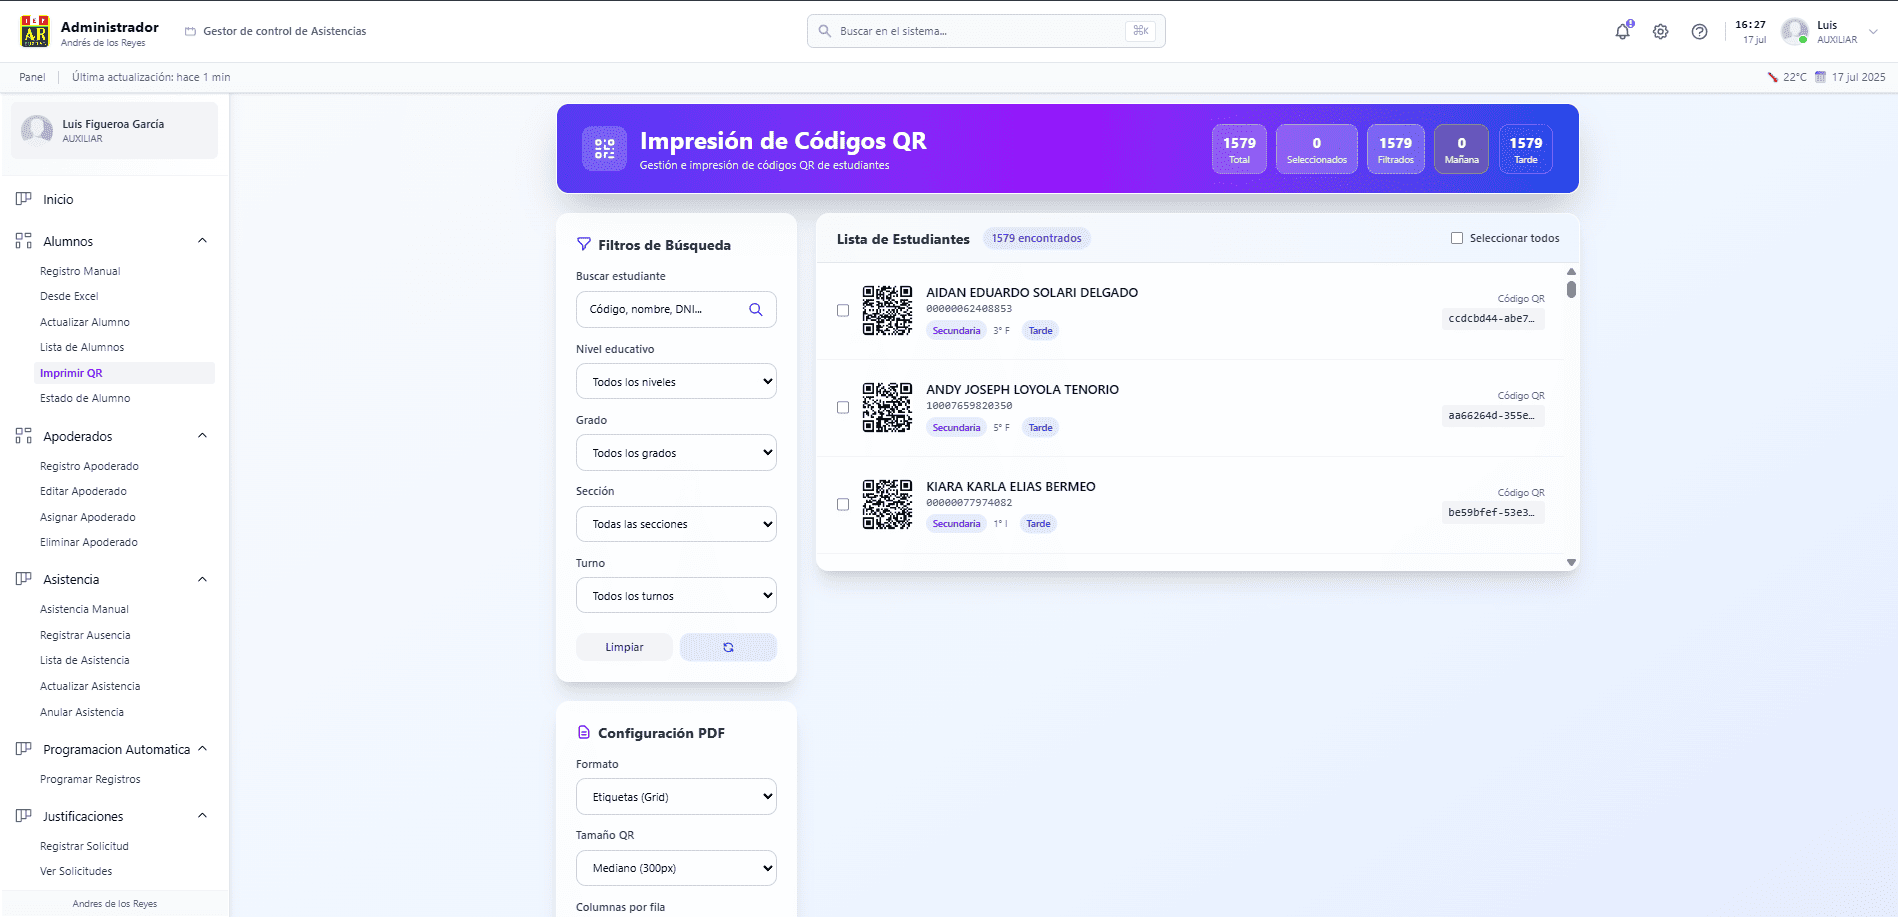 Administrador
Andrés de los Reyes
Gestor de control de Asistencias
Buscar en el sistema...
⌘K
16:27
17 jul
Luis
AUXILIAR
Panel
Última actualización: hace 1 min
22°C
17 jul 2025
Luis Figueroa García
AUXILIAR
Inicio
Alumnos
Registro Manual
Desde Excel
Actualizar Alumno
Lista de Alumnos
Imprimir QR
Estado de Alumno
Apoderados
Registro Apoderado
Editar Apoderado
Asignar Apoderado
Eliminar Apoderado
Asistencia
Asistencia Manual
Registrar Ausencia
Lista de Asistencia
Actualizar Asistencia
Anular Asistencia
Programacion Automatica
Programar Registros
Justificaciones
Registrar Solicitud
Ver Solicitudes
Andres de los Reyes
Impresión de Códigos QR
Gestión e impresión de códigos QR de estudiantes
1579
Total
0
Seleccionados
1579
Filtrados
0
Mañana
1579
Tarde
Filtros de Búsqueda
Buscar estudiante
Código, nombre, DNI...
Nivel educativo
Todos los niveles
Grado
Todos los grados
Sección
Todas las secciones
Turno
Todos los turnos
Limpiar
Configuración PDF
Formato
Etiquetas (Grid)
Tamaño QR
Mediano (300px)
Columnas por fila
Lista de Estudiantes
1579 encontrados
Seleccionar todos
AIDAN EDUARDO SOLARI DELGADO
00000062408853
Secundaria 3° F Tarde
Código QR
ccdcbd44-abe7...
ANDY JOSEPH LOYOLA TENORIO
10007659820350
Secundaria 5° F Tarde
Código QR
aa66264d-355e...
KIARA KARLA ELIAS BERMEO
00000077974082
Secundaria 1° I Tarde
Código QR
be59bfef-53e3...